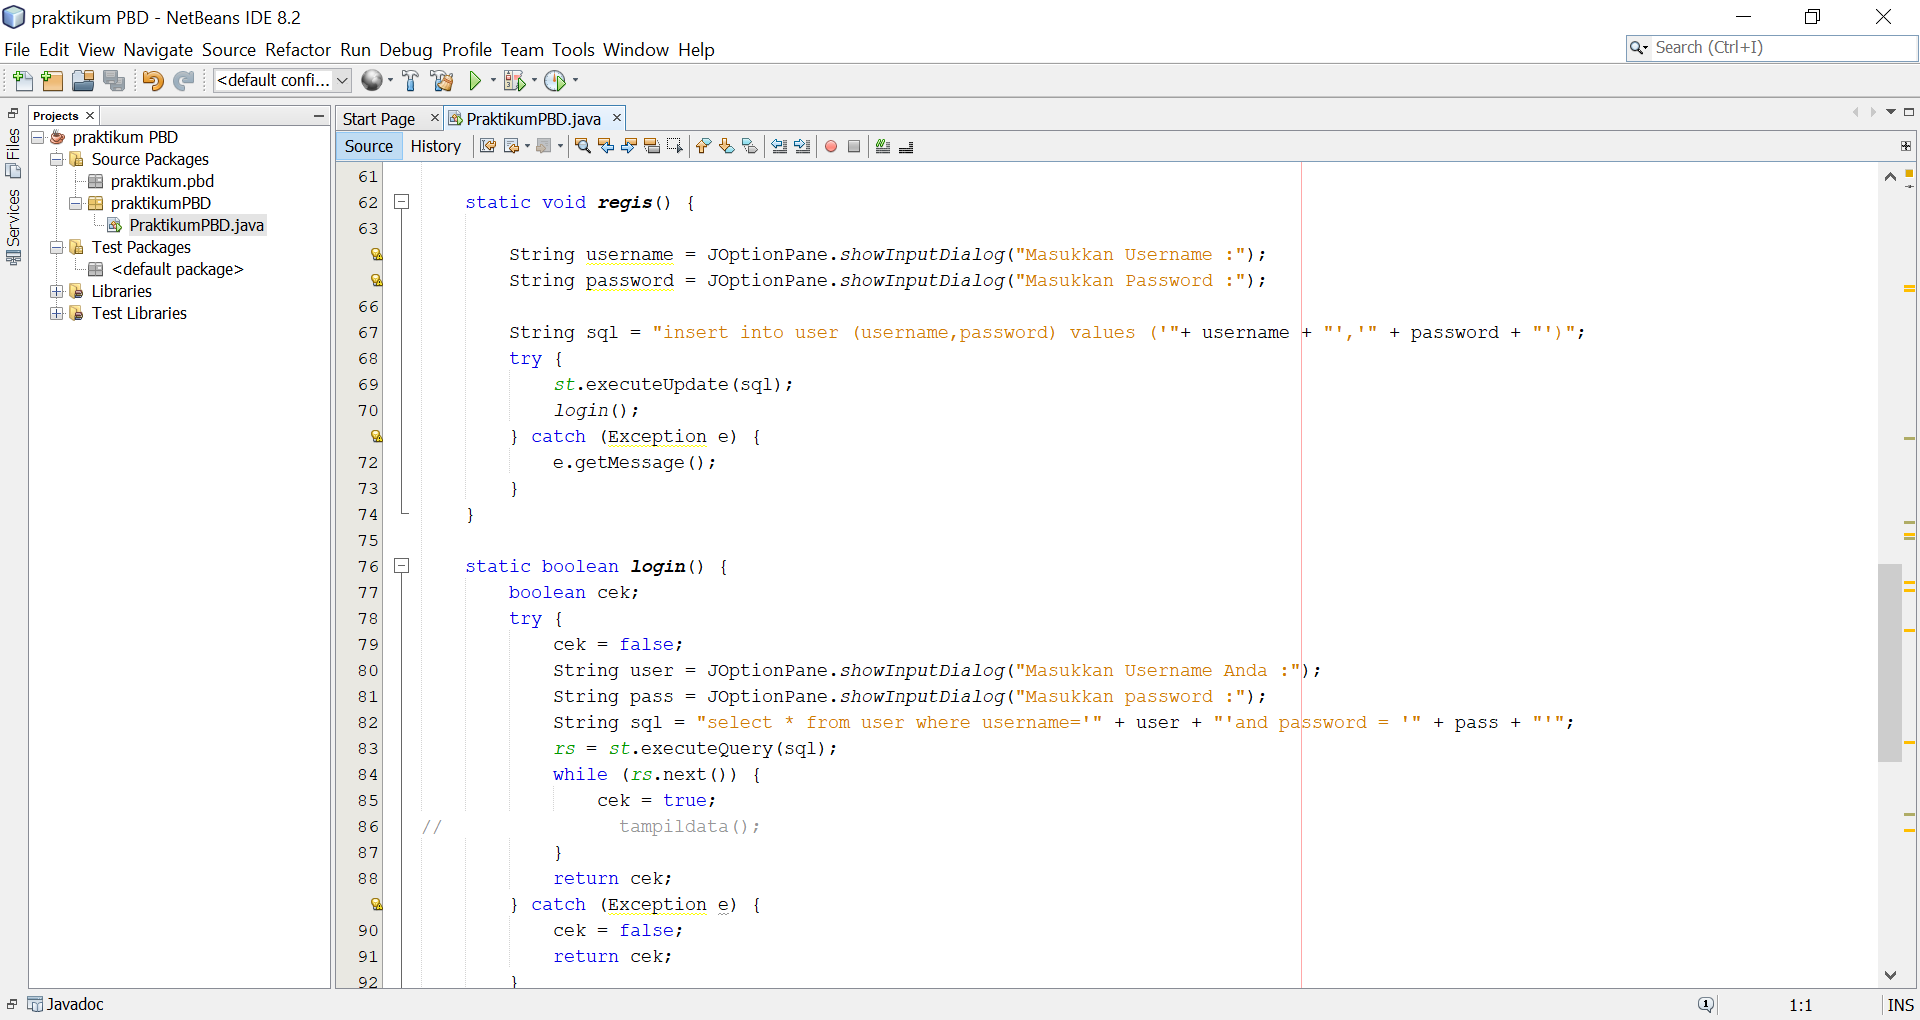 praktikum PBD - NetBeans IDE 8.2
File Edit View Navigate Source Refactor Run Debug Profile Team Tools Window Help
Search (Ctrl+I)
<default confi...
Files
Services
Projects
praktikum PBD
Source Packages
praktikum.pbd
praktikumPBD
PraktikumPBD.java
Test Packages
<default package>
Libraries
Test Libraries
Start Page
PraktikumPBD.java
Source History
61
62 static void regis() {
63
String username = JOptionPane.showInputDialog("Masukkan Username :");
String password = JOptionPane.showInputDialog("Masukkan Password :");
66
67 String sql = "insert into user (username,password) values ('"+ username + "','" + password + "')";
68 try {
69 st.executeUpdate(sql);
70 login();
} catch (Exception e) {
72 e.getMessage();
73 }
74 }
75
76 static boolean login() {
77 boolean cek;
78 try {
79 cek = false;
80 String user = JOptionPane.showInputDialog("Masukkan Username Anda :");
81 String pass = JOptionPane.showInputDialog("Masukkan password :");
82 String sql = "select * from user where username='" + user + "'and password = '" + pass + "'";
83 rs = st.executeQuery(sql);
84 while (rs.next()) {
85 cek = true;
86 // tampildata();
87 }
88 return cek;
} catch (Exception e) {
90 cek = false;
91 return cek;
92 }
Javadoc
1:1
INS